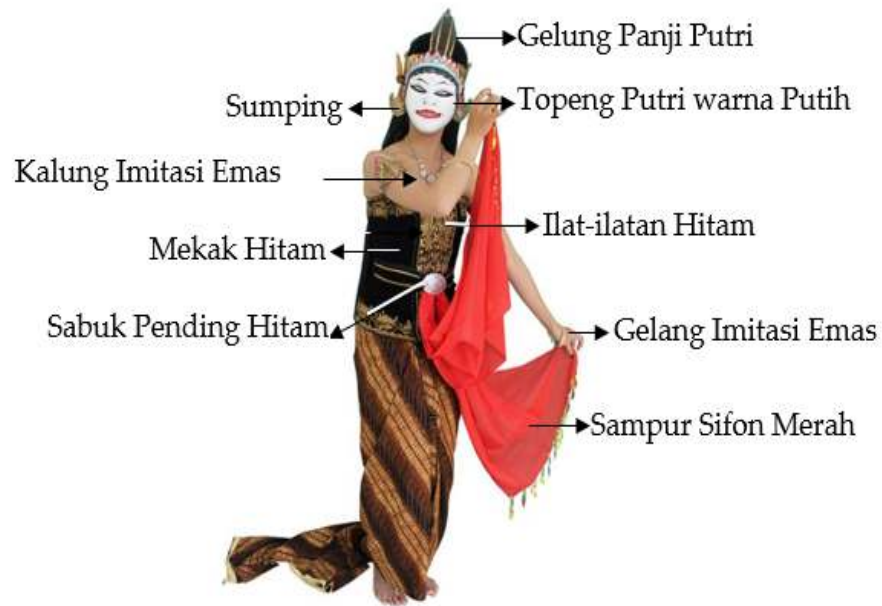 Gelung Panji Putri
Sumping
Topeng Putri warna Putih
Kalung Imitasi Emas
Ilat-ilatan Hitam
Mekak Hitam
Sabuk Pending Hitam
Gelang Imitasi Emas
Sampur Sifon Merah